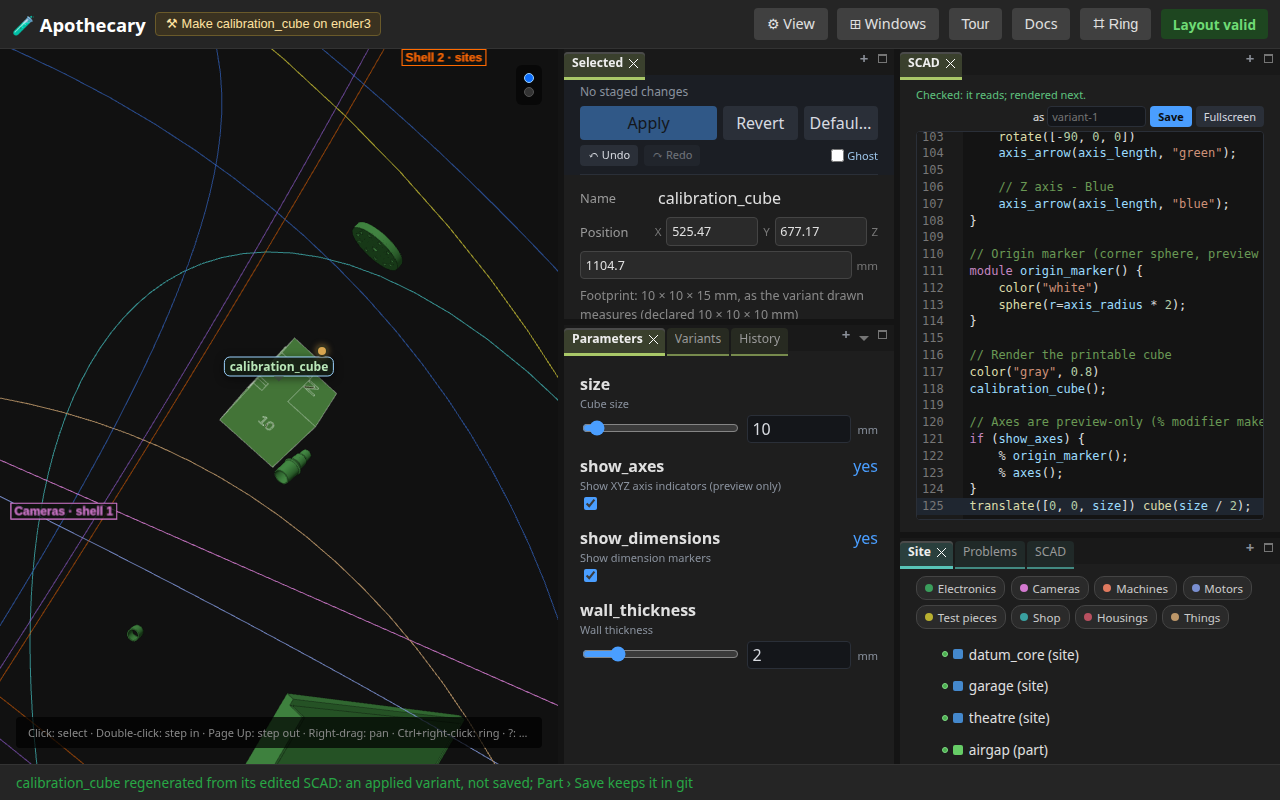 Apothecary
⚒ Make calibration_cube on ender3
⚙ View
⊞ Windows
Tour
Docs
⌗ Ring
Layout valid
Shell 2 · sites
calibration_cube
10
Cameras · shell 1
Click: select · Double-click: step in · Page Up: step out · Right-drag: pan · Ctrl+right-click: ring · ?: ...
Selected
No staged changes
Apply
Revert
Defaul...
↶ Undo
↷ Redo
Ghost
Name calibration_cube
Position X 525.47 Y 677.17 Z
1104.7 mm
Footprint: 10 × 10 × 15 mm, as the variant drawn
measures (declared 10 × 10 × 10 mm)
Parameters
Variants
History
size
Cube size
10 mm
show_axes yes
Show XYZ axis indicators (preview only)
show_dimensions yes
Show dimension markers
wall_thickness
Wall thickness
2 mm
SCAD
Checked: it reads; rendered next.
as variant-1 Save Fullscreen
103 rotate([-90, 0, 0])
104 axis_arrow(axis_length, "green");
105
106 // Z axis - Blue
107 axis_arrow(axis_length, "blue");
108 }
109
110 // Origin marker (corner sphere, preview
111 module origin_marker() {
112 color("white")
113 sphere(r=axis_radius * 2);
114 }
115
116 // Render the printable cube
117 color("gray", 0.8)
118 calibration_cube();
119
120 // Axes are preview-only (% modifier make
121 if (show_axes) {
122 % origin_marker();
123 % axes();
124 }
125 translate([0, 0, size]) cube(size / 2);
Site
Problems
SCAD
Electronics
Cameras
Machines
Motors
Test pieces
Shop
Housings
Things
datum_core (site)
garage (site)
theatre (site)
airgap (part)
calibration_cube regenerated from its edited SCAD: an applied variant, not saved; Part › Save keeps it in git